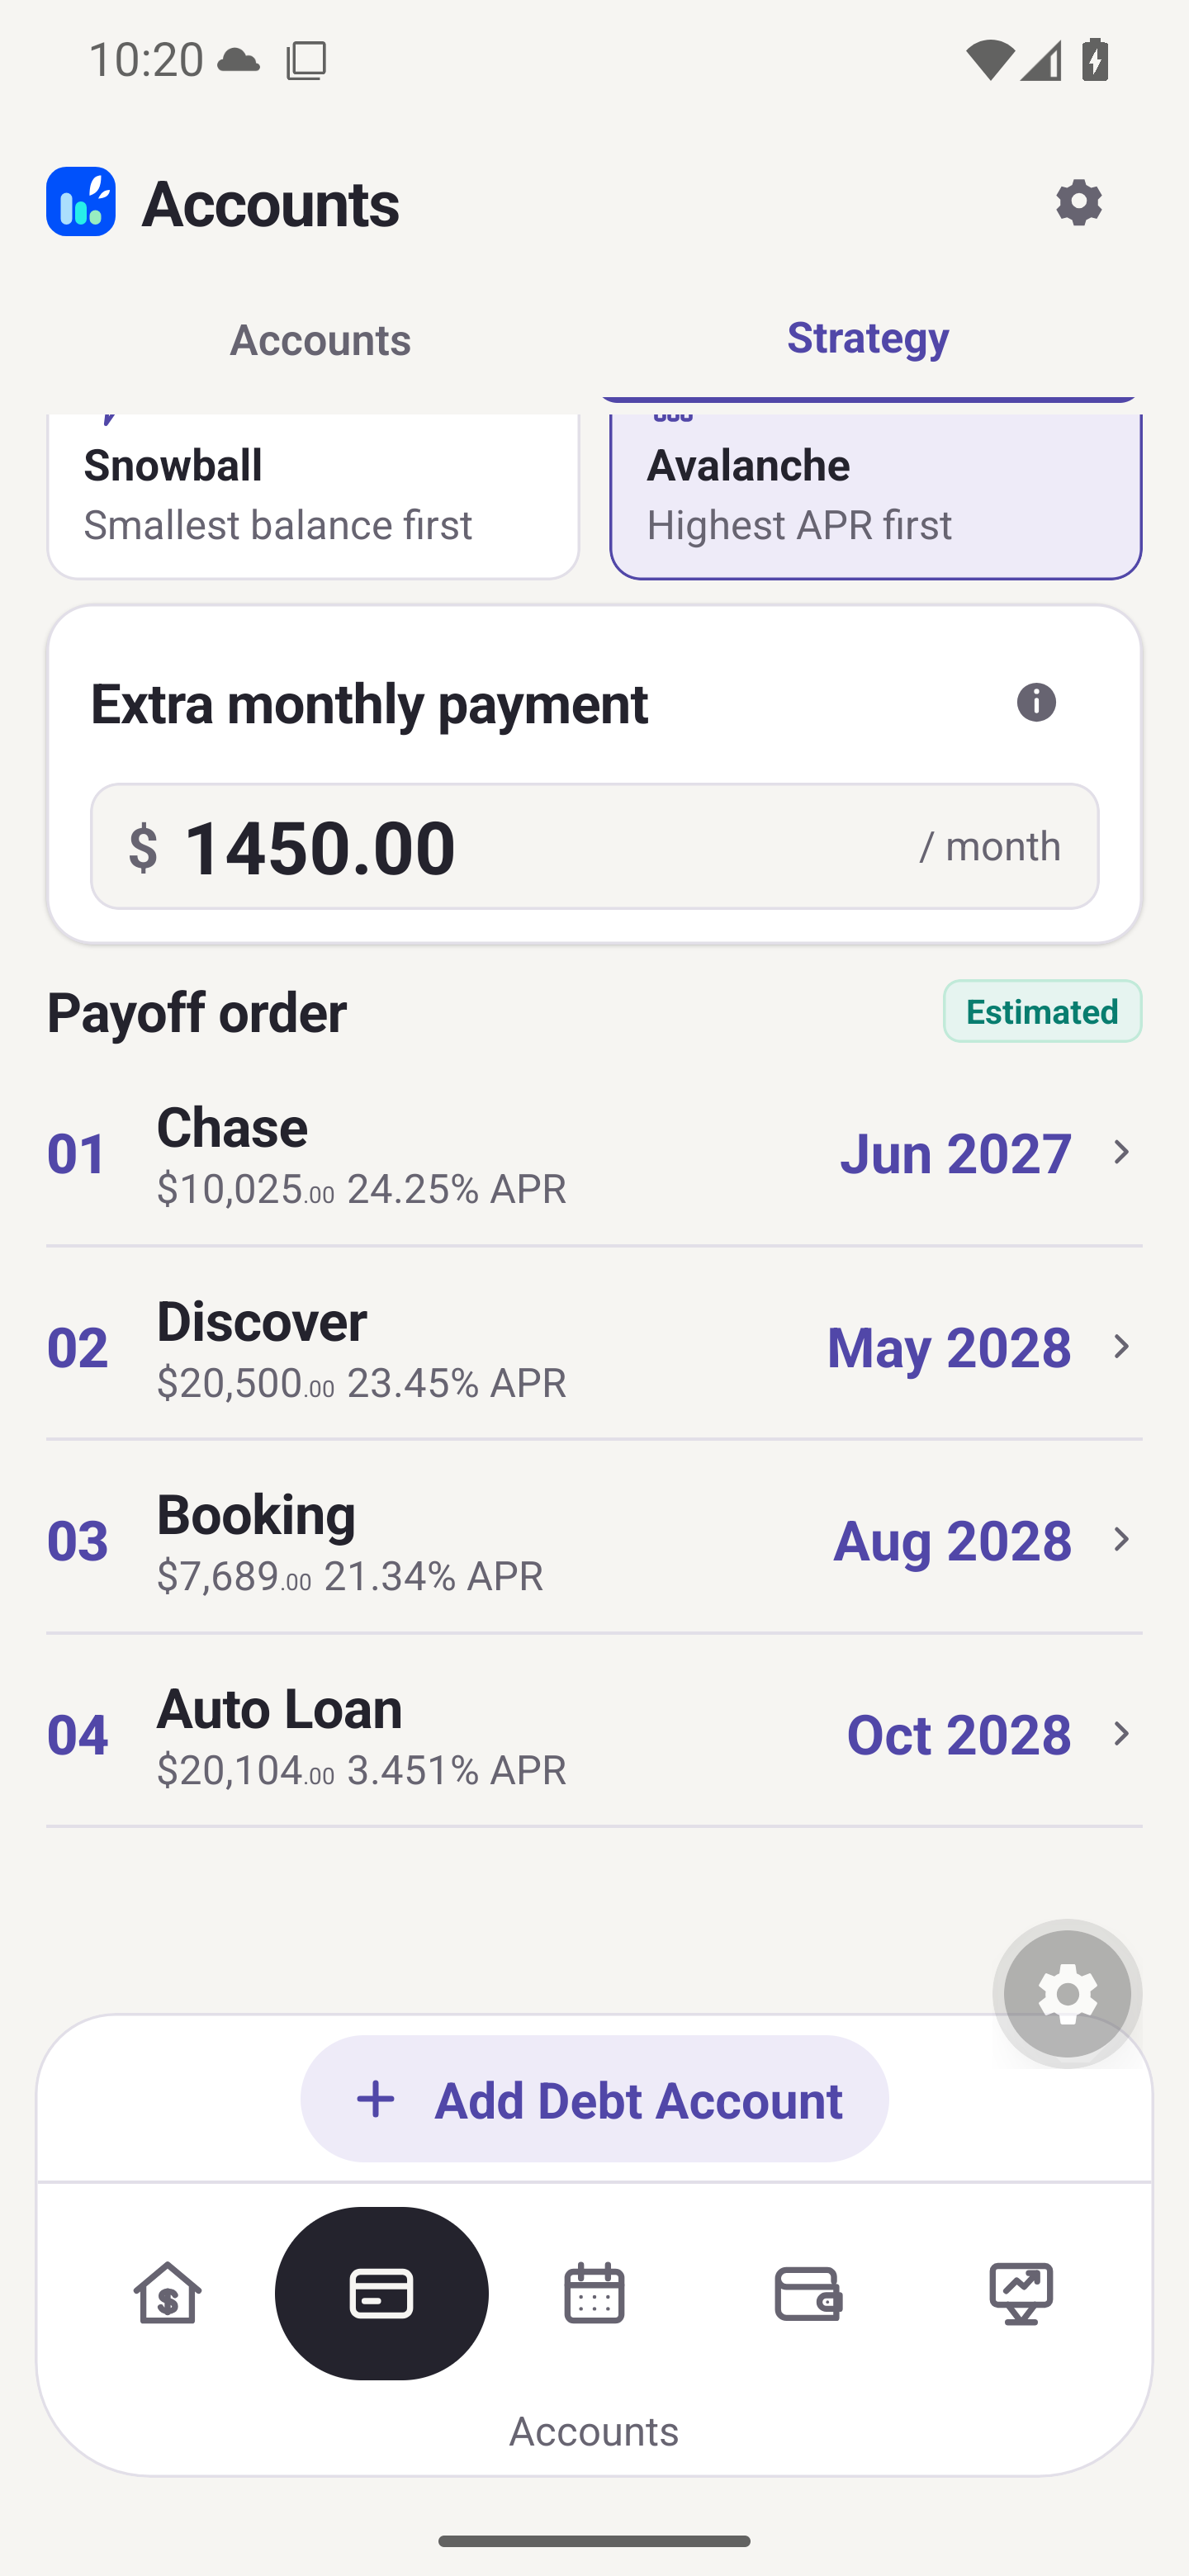 10:20
Accounts
Accounts
Strategy
Snowball
Smallest balance first
Avalanche
Highest APR first
Extra monthly payment
$ 1450.00 / month
Payoff order
Estimated
01
Chase
$10,025.00 24.25% APR
Jun 2027
02
Discover
$20,500.00 23.45% APR
May 2028
03
Booking
$7,689.00 21.34% APR
Aug 2028
04
Auto Loan
$20,104.00 3.451% APR
Oct 2028
+ Add Debt Account
Accounts